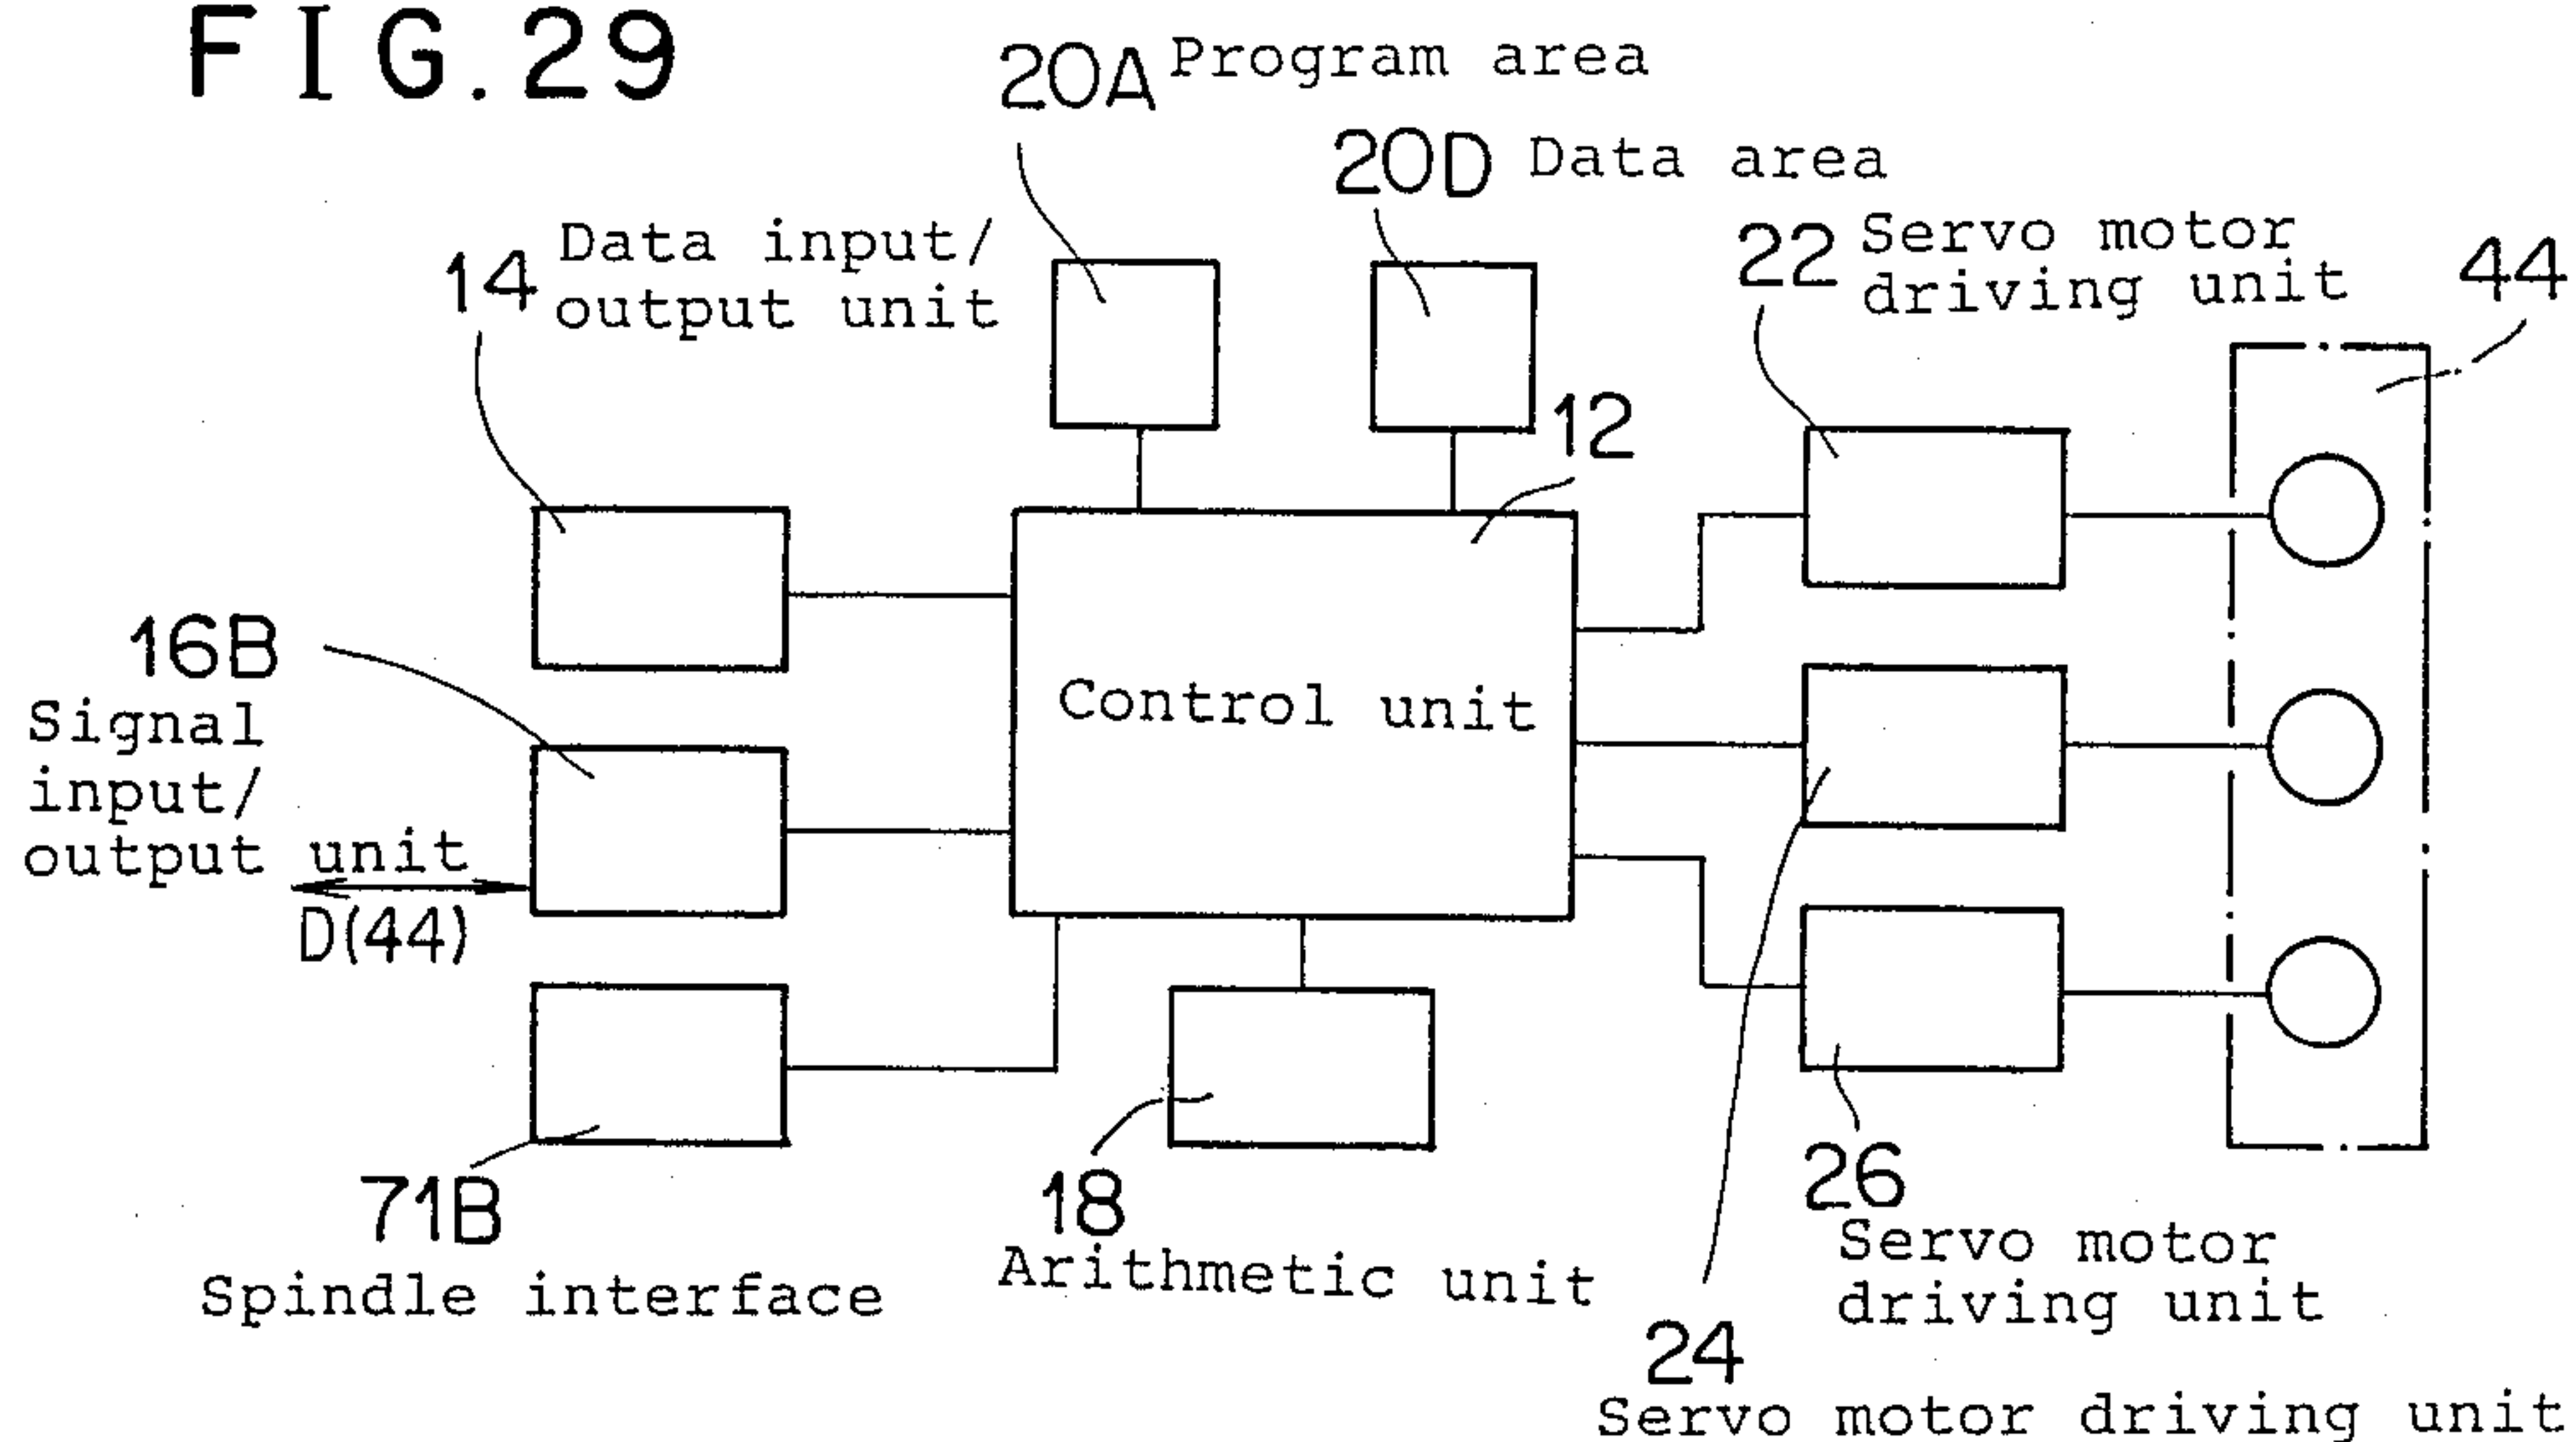 FIG.29
20A Program area
20D Data area
14 Data input/
output unit
22 Servo motor
driving unit
44
12
16B
Signal
input/
output unit
D(44)
Control unit
71B
Spindle interface
18
Arithmetic unit
26
Servo motor
driving unit
24
Servo motor driving unit